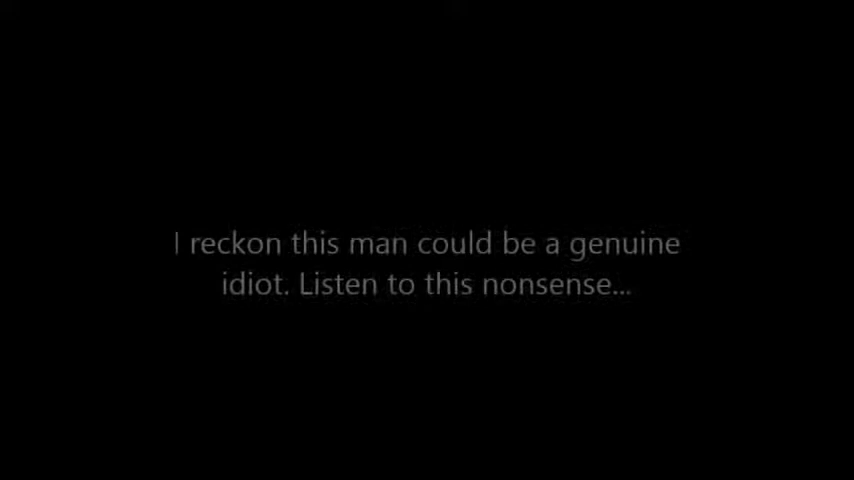 I reckon this man could be a genuine
idiot. Listen to this nonsense...